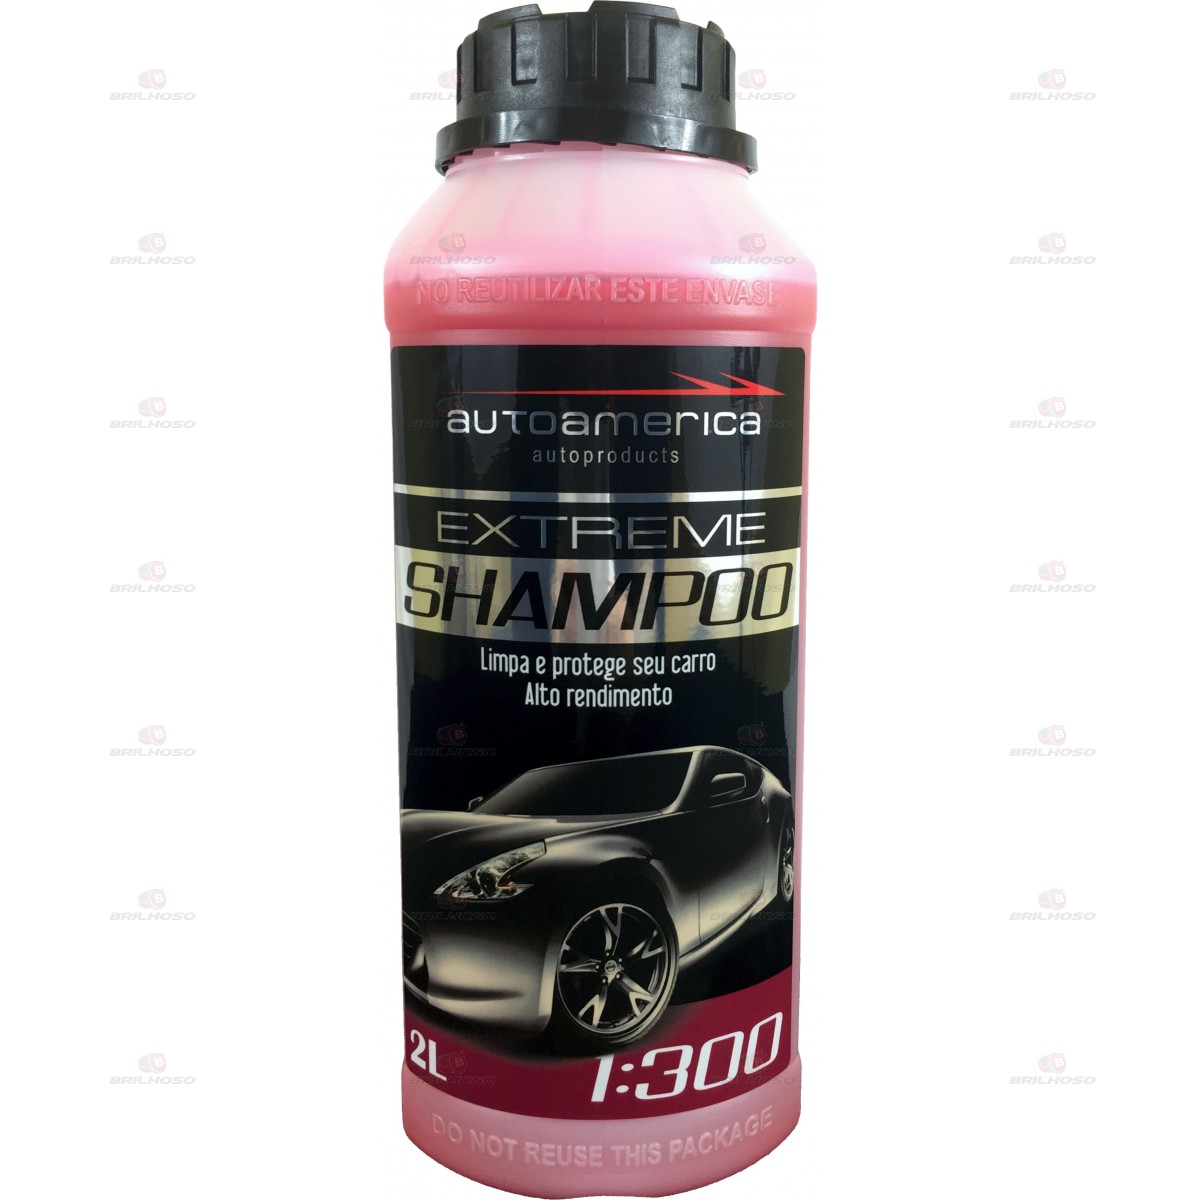 NO REUTILIZAR ESTE ENVASE
autoamerica
autoproducts
EXTREME
SHAMPOO
Limpa e protege seu carro
Alto rendimento
2L
1:300
DO NOT REUSE THIS PACKAGE
BRILHOSO